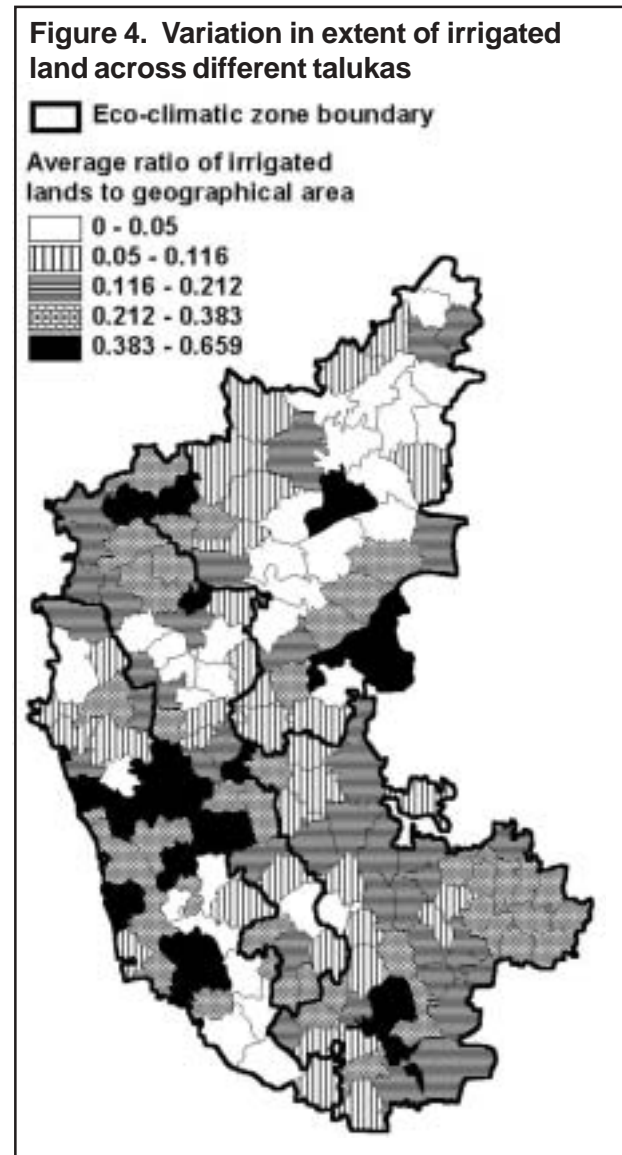 Figure 4. Variation in extent of irrigated
land across different talukas
Eco-climatic zone boundary
Average ratio of irrigated
lands to geographical area
0 - 0.05
0.05 - 0.116
0.116 - 0.212
0.212 - 0.383
0.383 - 0.659